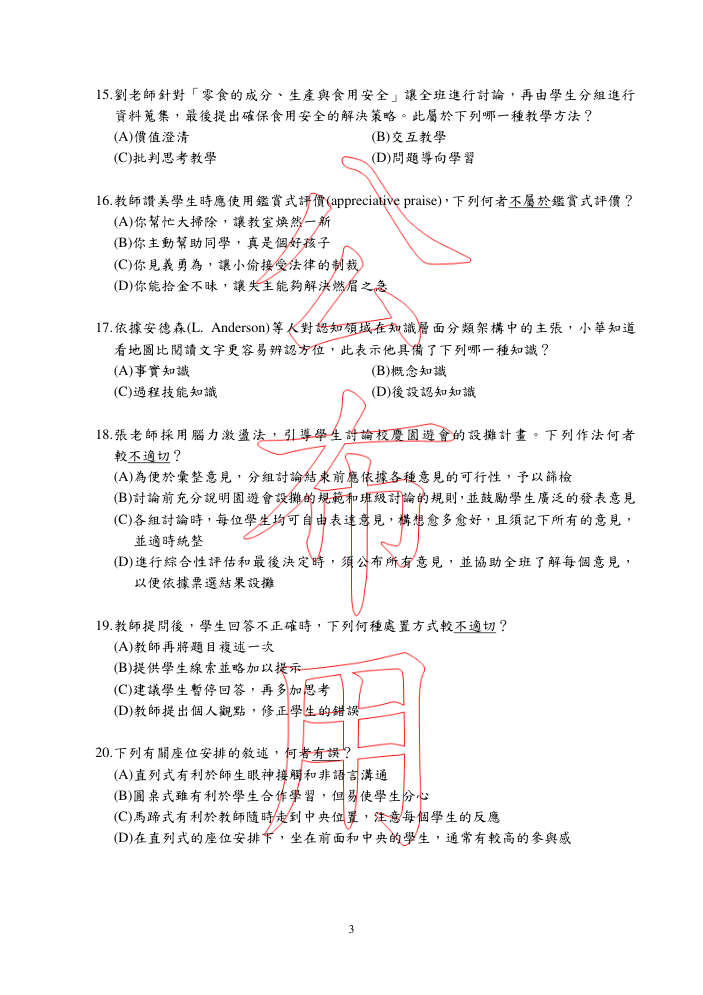 15.劉老師針對「零食的成分、生產與食用安全」讓全班進行討論，再由學生分組進行
資料蒐集，最後提出確保食用安全的解決策略。此屬於下列哪一種教學方法？
(A)價值澄清 (B)交互教學
(C)批判思考教學 (D)問題導向學習
16.教師讚美學生時應使用鑑賞式評價(appreciative praise)，下列何者不屬於鑑賞式評價？
(A)你幫忙大掃除，讓教室煥然一新
(B)你主動幫助同學，真是個好孩子
(C)你見義勇為，讓小偷接受法律的制裁
(D)你能拾金不昧，讓失主能夠解決燃眉之急
17.依據安德森(L. Anderson)等人對認知領域在知識層面分類架構中的主張，小華知道
看地圖比閱讀文字更容易辨認方位，此表示他具備了下列哪一種知識？
(A)事實知識 (B)概念知識
(C)過程技能知識 (D)後設認知知識
18.張老師採用腦力激盪法，引導學生討論校慶園遊會的設攤計畫。下列作法何者
較不適切？
(A)為便於彙整意見，分組討論結束前應依據各種意見的可行性，予以篩檢
(B)討論前充分說明園遊會設攤的規範和班級討論的規則，並鼓勵學生廣泛的發表意見
(C)各組討論時，每位學生均可自由表達意見，構想愈多愈好，且須記下所有的意見，
並適時統整
(D)進行綜合性評估和最後決定時，須公布所有意見，並協助全班了解每個意見，
以便依據票選結果設攤
19.教師提問後，學生回答不正確時，下列何種處置方式較不適切？
(A)教師再將題目複述一次
(B)提供學生線索並略加以提示
(C)建議學生暫停回答，再多加思考
(D)教師提出個人觀點，修正學生的錯誤
20.下列有關座位安排的敘述，何者有誤？
(A)直列式有利於師生眼神接觸和非語言溝通
(B)圓桌式雖有利於學生合作學習，但易使學生分心
(C)馬蹄式有利於教師隨時走到中央位置，注意每個學生的反應
(D)在直列式的座位安排下，坐在前面和中央的學生，通常有較高的參與感
3
公布用